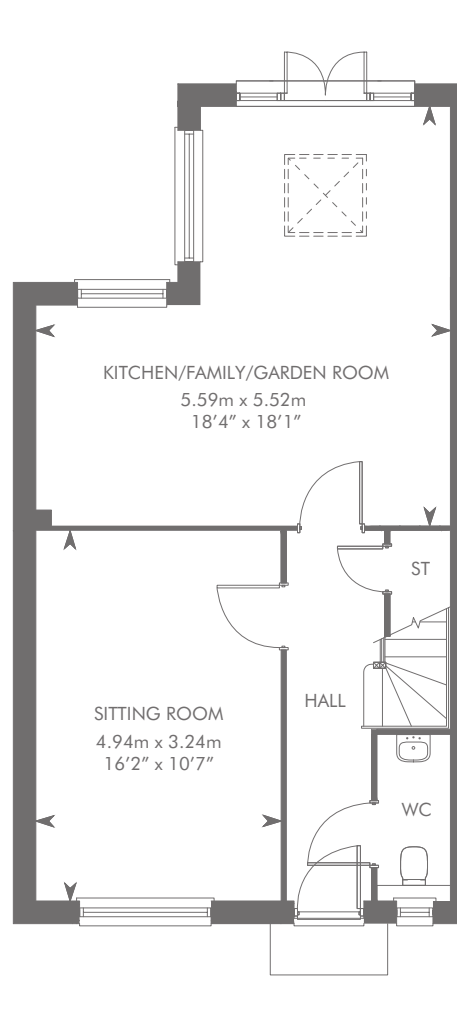 KITCHEN/FAMILY/GARDEN ROOM
5.59m x 5.52m
18’4” x 18’1”
ST
SITTING ROOM
4.94m x 3.24m
16’2” x 10’7”
HALL
WC